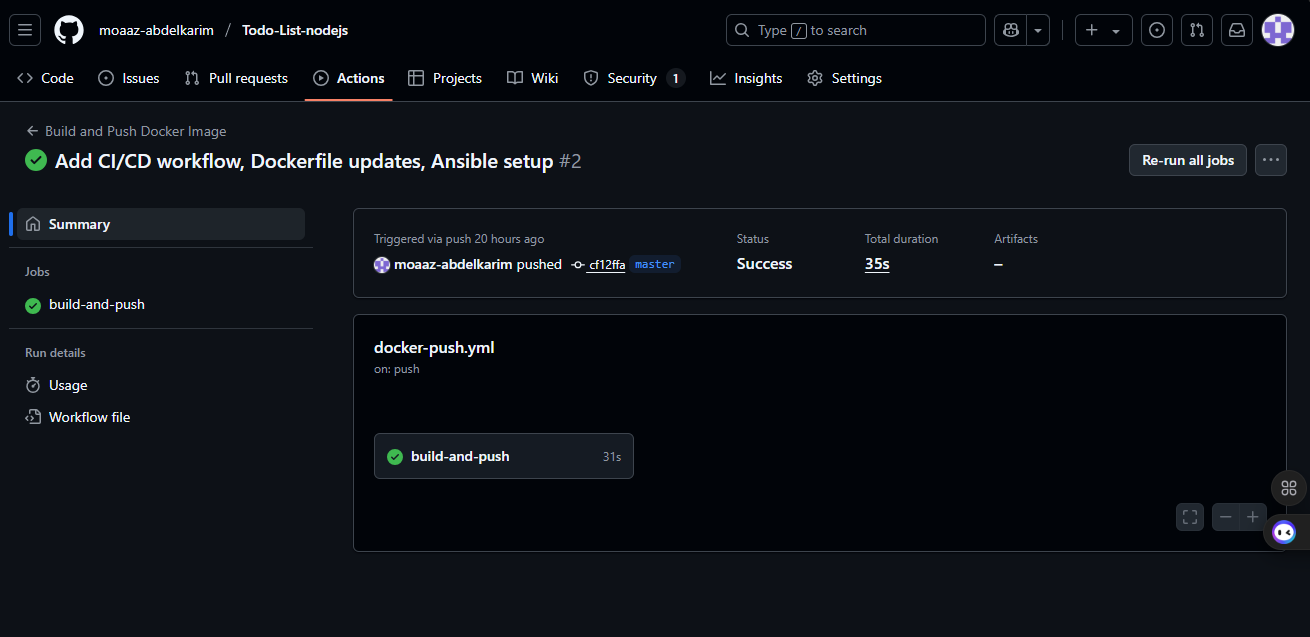 moaaz-abdelkarim / Todo-List-nodejs
Type / to search
Code
Issues
Pull requests
Actions
Projects
Wiki
Security 1
Insights
Settings
Build and Push Docker Image
Add CI/CD workflow, Dockerfile updates, Ansible setup #2
Re-run all jobs
Summary
Jobs
build-and-push
Run details
Usage
Workflow file
Triggered via push 20 hours ago
moaaz-abdelkarim pushed cf12ffa master
Status
Success
Total duration
35s
Artifacts
–
docker-push.yml
on: push
build-and-push 31s